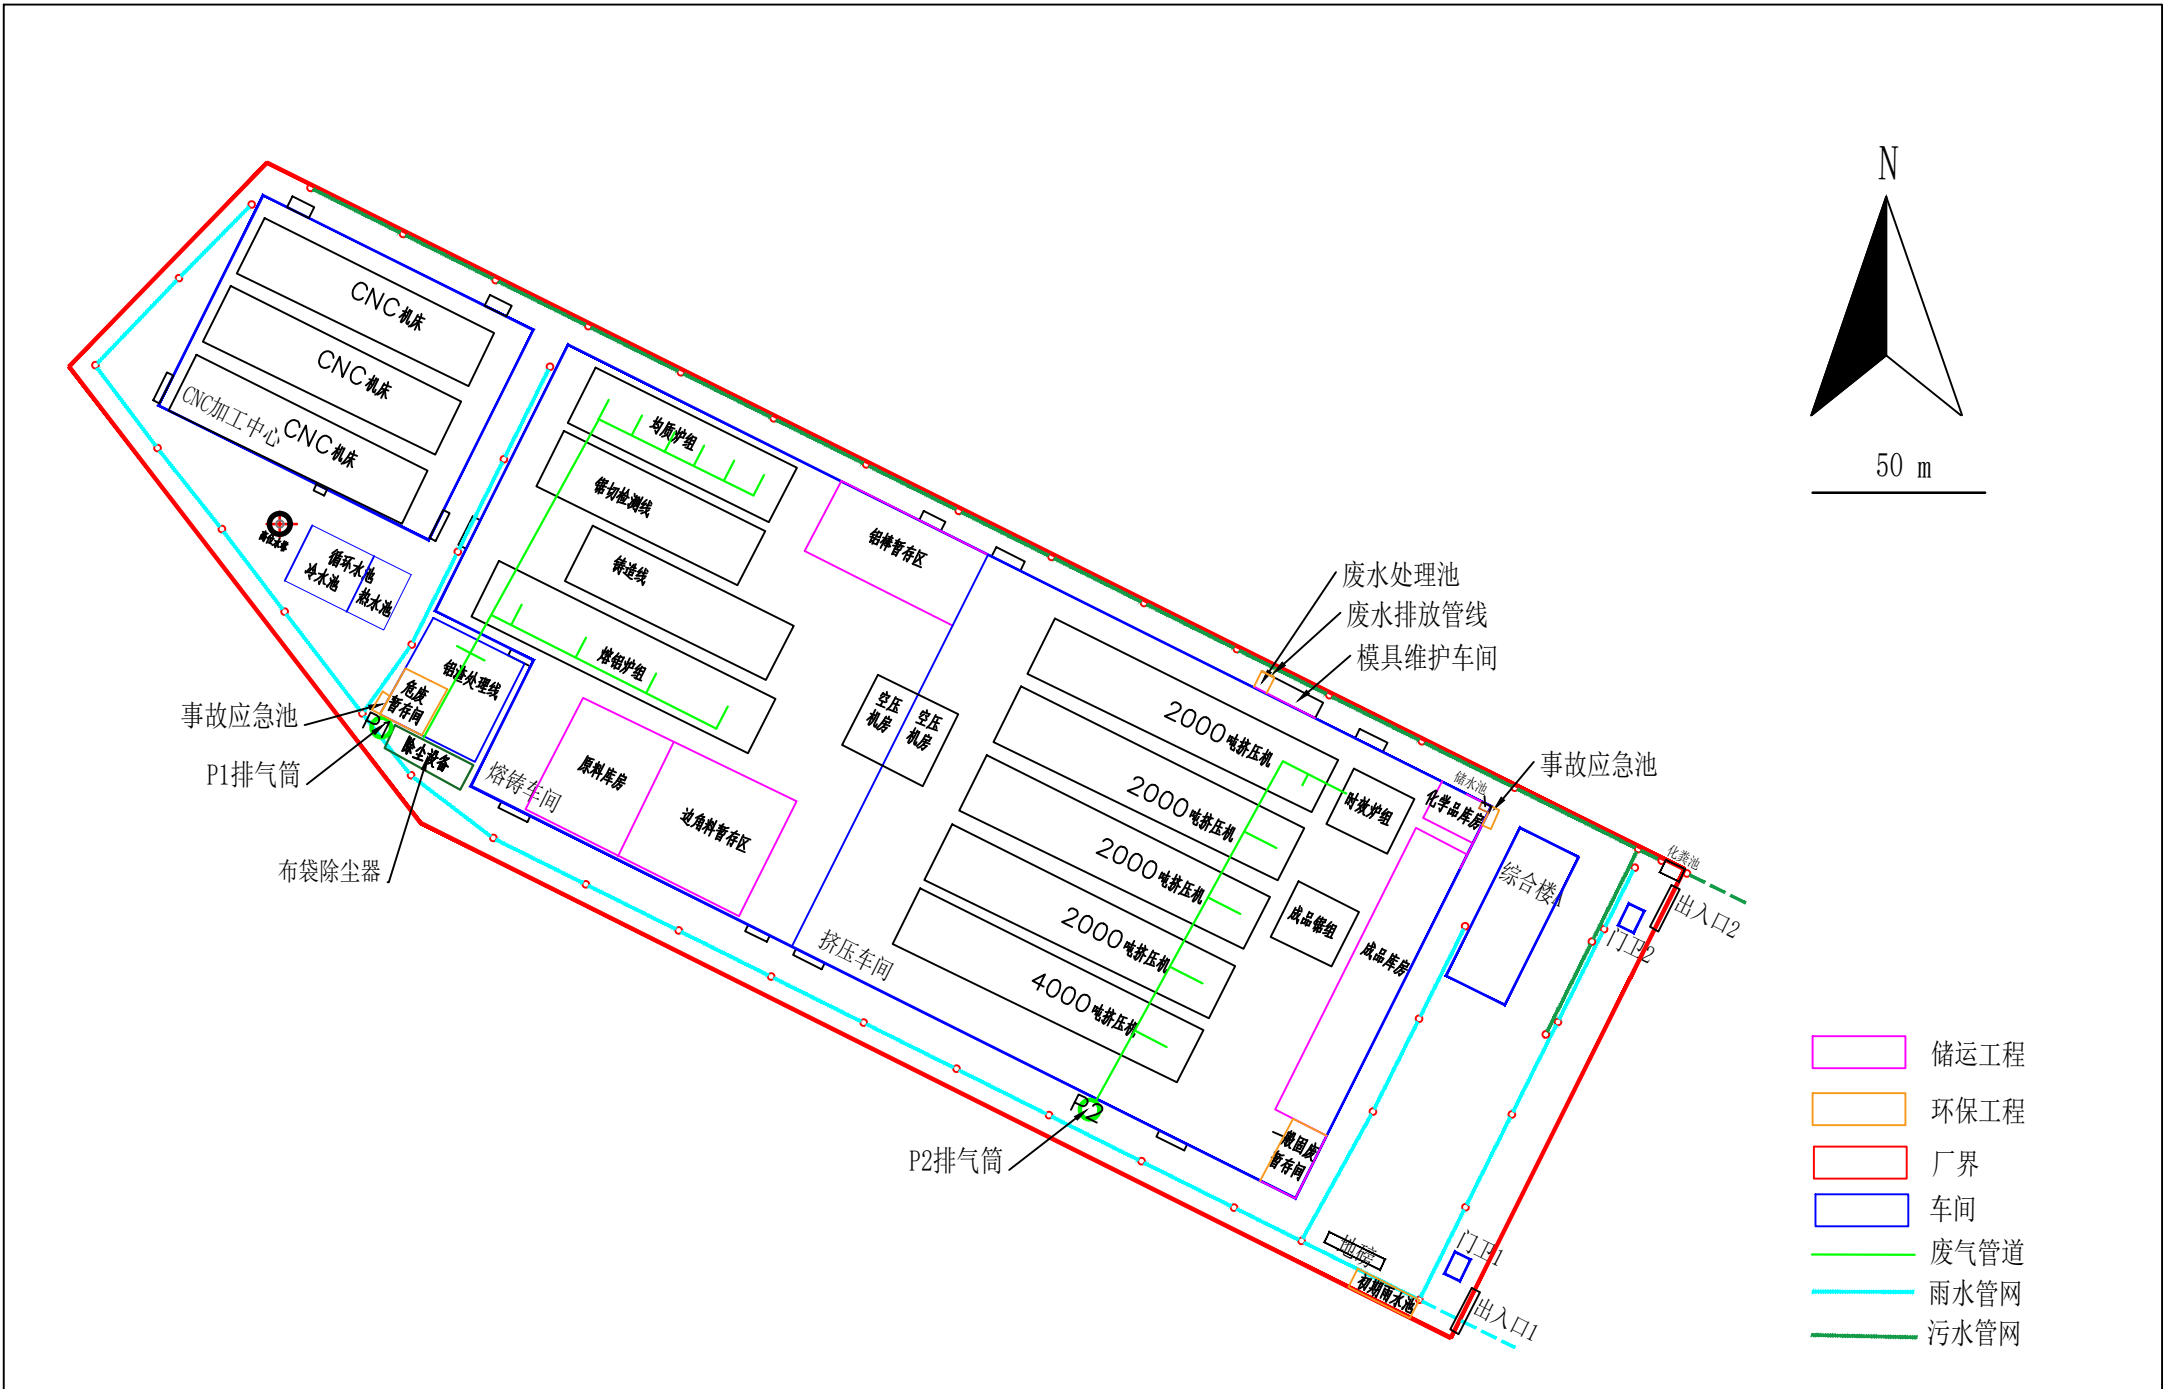 N
50 m
CNC机床
CNC机床
CNC机床
CNC加工中心
高位水塔
循环水池
冷水池
热水池
均质炉组
锯切检测线
铸造线
熔铝炉组
铝棒暂存区
铝渣处理线
危废
暂存间
事故应急池
P1
P1排气筒
除尘设备
布袋除尘器
熔铸车间
原料库房
边角料暂存区
空压
机房
空压
机房
挤压车间
废水处理池
废水排放管线
模具维护车间
2000吨挤压机
2000吨挤压机
2000吨挤压机
2000吨挤压机
4000吨挤压机
时效炉组
成品锯组
储水池
化学品库房
事故应急池
成品库房
综合楼
化粪池
出入口2
门卫2
P2
P2排气筒
一般固废
暂存间
地磅
初期雨水池
门卫1
出入口1
储运工程
环保工程
厂界
车间
废气管道
雨水管网
污水管网